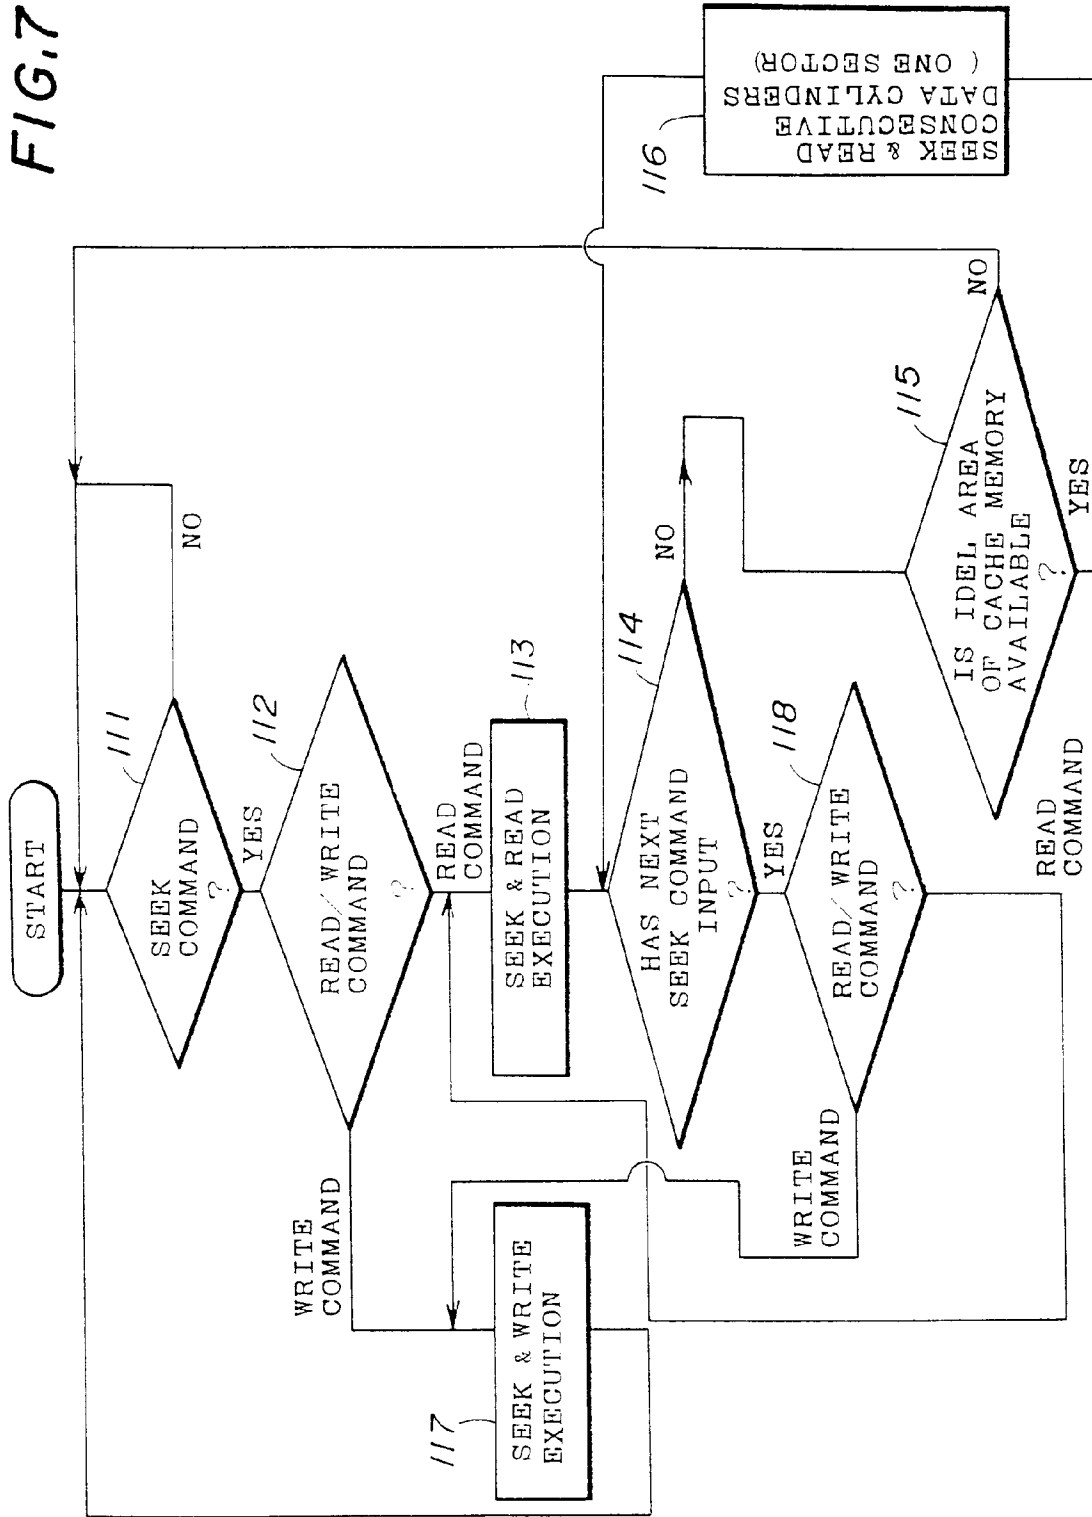 FIG.7
START
111
SEEK
COMMAND
?
NO
YES
112
READ/WRITE
COMMAND
?
WRITE
COMMAND
READ
COMMAND
113
SEEK & READ
EXECUTION
117
SEEK & WRITE
EXECUTION
114
HAS NEXT
SEEK COMMAND
INPUT
?
NO
YES
118
READ/WRITE
COMMAND
?
WRITE
COMMAND
READ
COMMAND
115
IS IDEL AREA
OF CACHE MEMORY
AVAILABLE
?
NO
YES
116
SEEK & READ
CONSECUTIVE
DATA CYLINDERS
( ONE SECTOR)